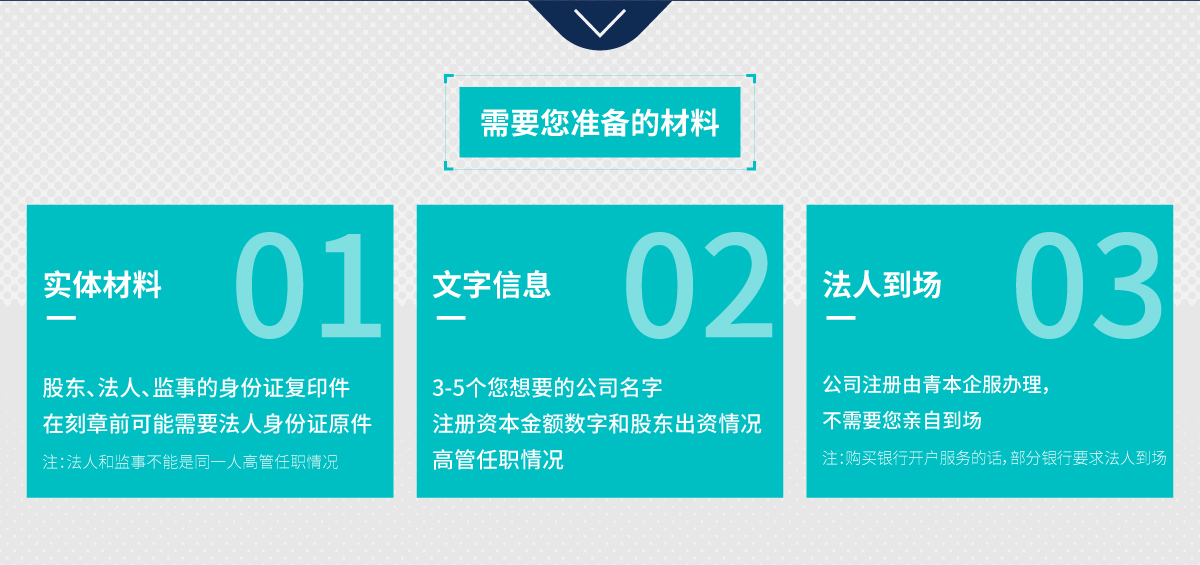 需要您准备的材料
01
实体材料
股东、法人、监事的身份证复印件
在刻章前可能需要法人身份证原件
注：法人和监事不能是同一人高管任职情况
02
文字信息
3-5个您想要的公司名字
注册资本金额数字和股东出资情况
高管任职情况
03
法人到场
公司注册由青本企服办理，
不需要您亲自到场
注：购买银行开户服务的话，部分银行要求法人到场